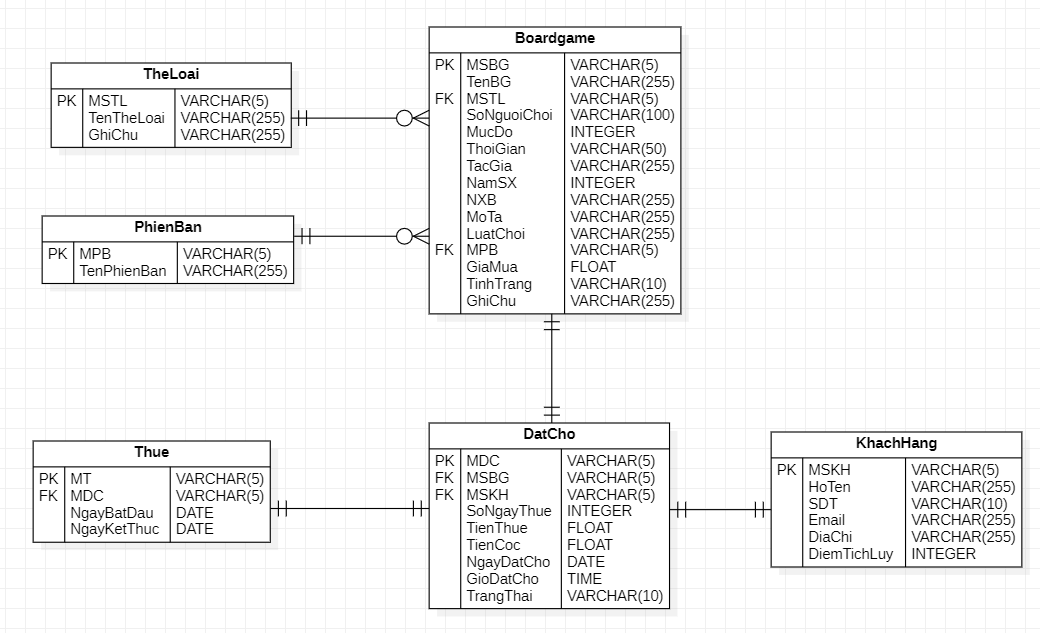 TheLoai
PK MSTL VARCHAR(5)
TenTheLoai VARCHAR(255)
GhiChu VARCHAR(255)
PhienBan
PK MPB VARCHAR(5)
TenPhienBan VARCHAR(255)
Boardgame
PK MSBG VARCHAR(5)
TenBG VARCHAR(255)
FK MSTL VARCHAR(5)
SoNguoiChoi VARCHAR(100)
MucDo INTEGER
ThoiGian VARCHAR(50)
TacGia VARCHAR(255)
NamSX INTEGER
NXB VARCHAR(255)
MoTa VARCHAR(255)
LuatChoi VARCHAR(255)
FK MPB VARCHAR(5)
GiaMua FLOAT
TinhTrang VARCHAR(10)
GhiChu VARCHAR(255)
Thue
PK MT VARCHAR(5)
FK MDC VARCHAR(5)
NgayBatDau DATE
NgayKetThuc DATE
DatCho
PK MDC VARCHAR(5)
FK MSBG VARCHAR(5)
FK MSKH VARCHAR(5)
SoNgayThue INTEGER
TienThue FLOAT
TienCoc FLOAT
NgayDatCho DATE
GioDatCho TIME
TrangThai VARCHAR(10)
KhachHang
PK MSKH VARCHAR(5)
HoTen VARCHAR(255)
SDT VARCHAR(10)
Email VARCHAR(255)
DiaChi VARCHAR(255)
DiemTichLuy INTEGER